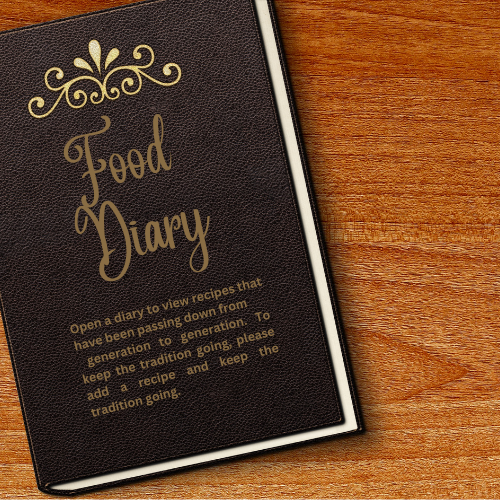 Food
Diary
Open a diary to view recipes that
have been passing down from
generation to generation. To
keep the tradition going, please
add a recipe and keep the
tradition going.